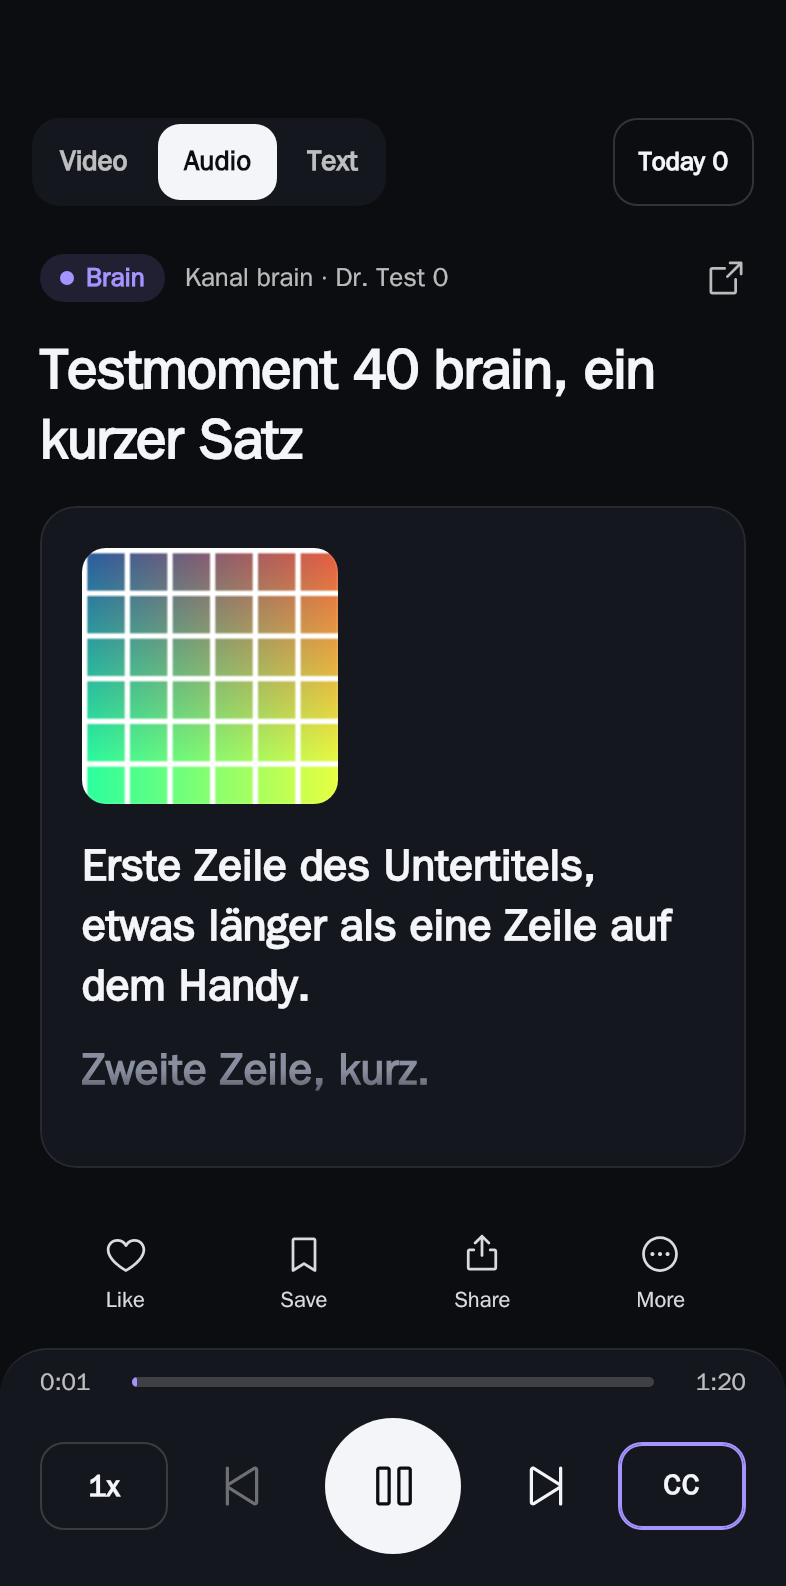 Video Audio Text Today 0
Brain Kanal brain · Dr. Test 0
Testmoment 40 brain, ein
kurzer Satz
Erste Zeile des Untertitels,
etwas länger als eine Zeile auf
dem Handy.
Zweite Zeile, kurz.
Like Save Share More
0:01 1:20
1x CC